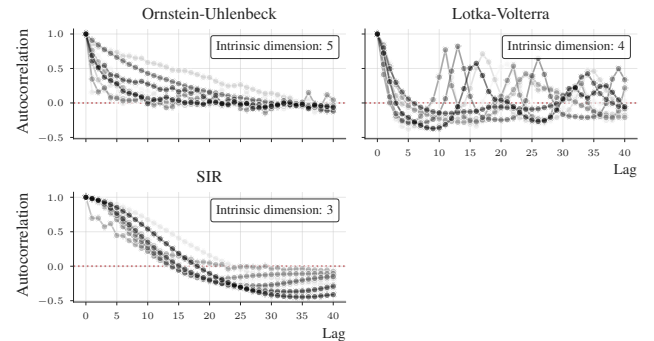 Ornstein-Uhlenbeck
Lotka-Volterra
Autocorrelation
1.0
0.5
0.0
−0.5
Intrinsic dimension: 5
Intrinsic dimension: 4
0 5 10 15 20 25 30 35 40
Lag
SIR
Autocorrelation
1.0
0.5
0.0
−0.5
Intrinsic dimension: 3
0 5 10 15 20 25 30 35 40
Lag